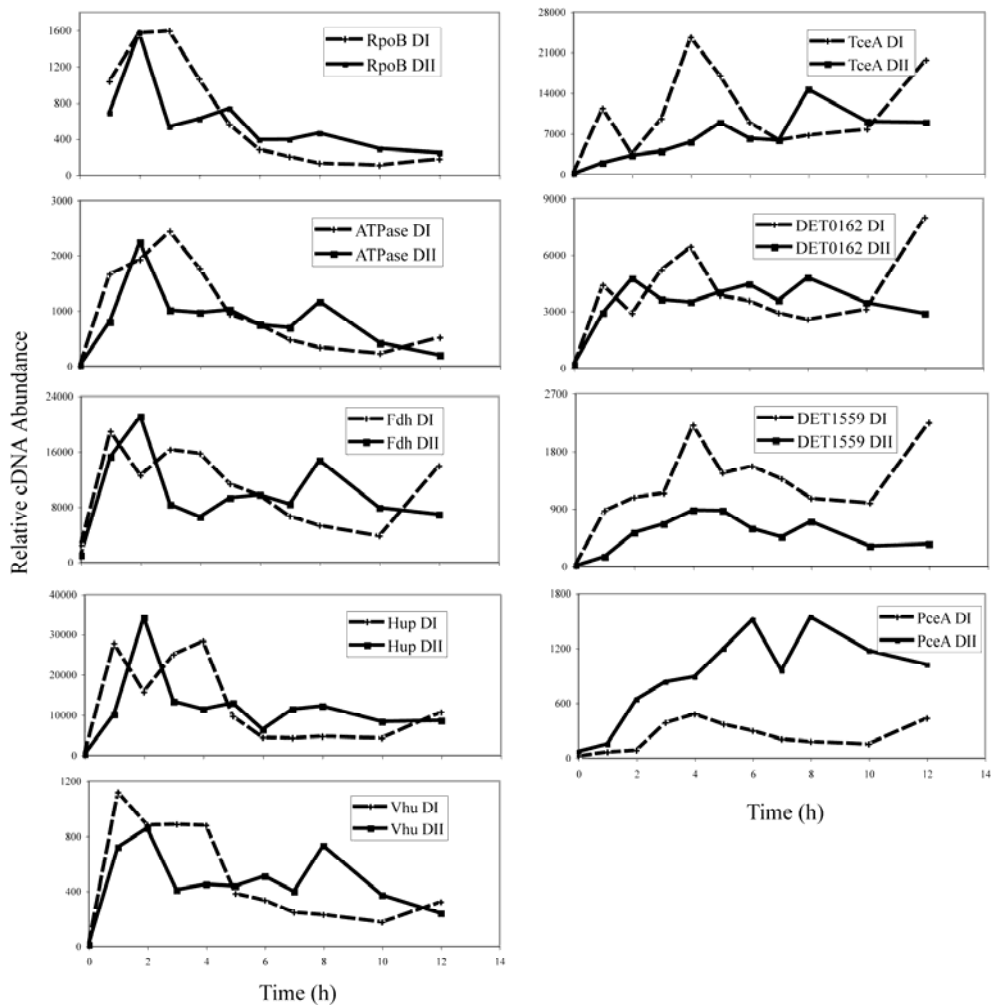 Relative cDNA Abundance
1600
1200
800
400
0
RpoB DI
RpoB DII
3000
2000
1000
0
ATPase DI
ATPase DII
24000
16000
8000
0
Fdh DI
Fdh DII
40000
30000
20000
10000
0
Hup DI
Hup DII
1200
800
400
0
Vhu DI
Vhu DII
0 2 4 6 8 10 12 14
Time (h)
28000
21000
14000
7000
0
TceA DI
TceA DII
9000
6000
3000
0
DET0162 DI
DET0162 DII
2700
1800
900
0
DET1559 DI
DET1559 DII
1800
1200
600
0
PceA DI
PceA DII
0 2 4 6 8 10 12 14
Time (h)